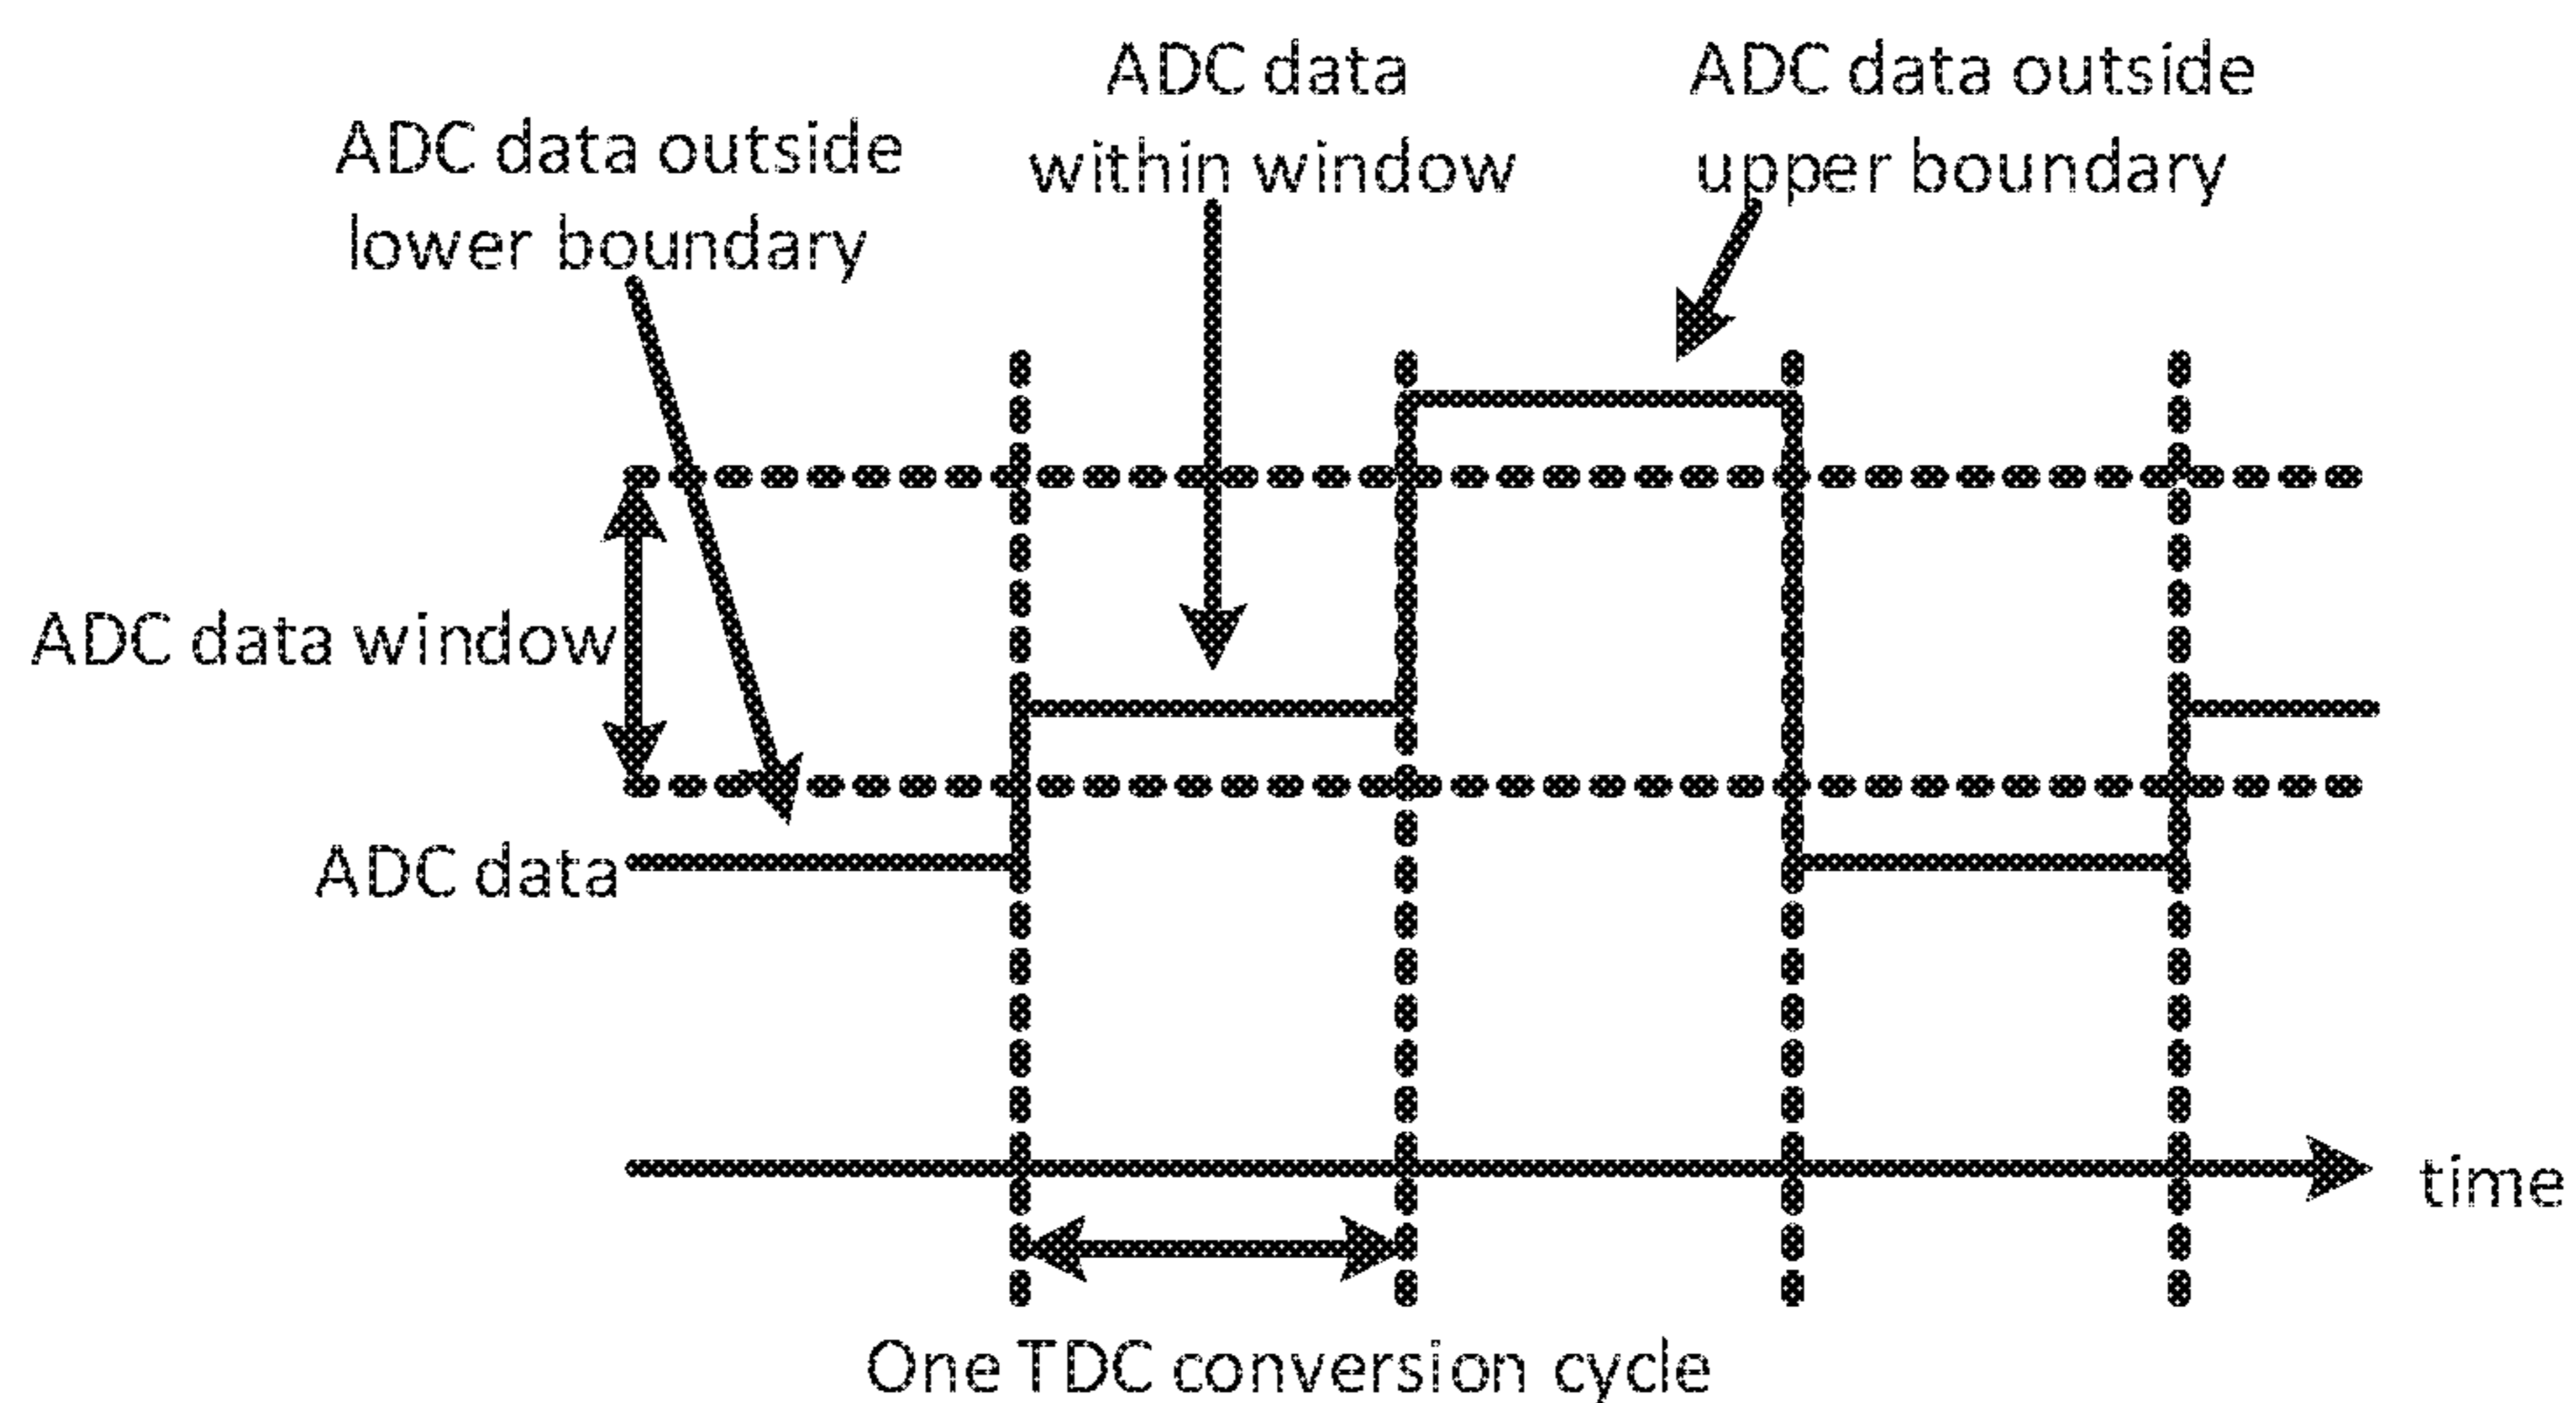 ADC data outside
lower boundary
ADC data
within window
ADC data outside
upper boundary
ADC data window
ADC data
time
One TDC conversion cycle